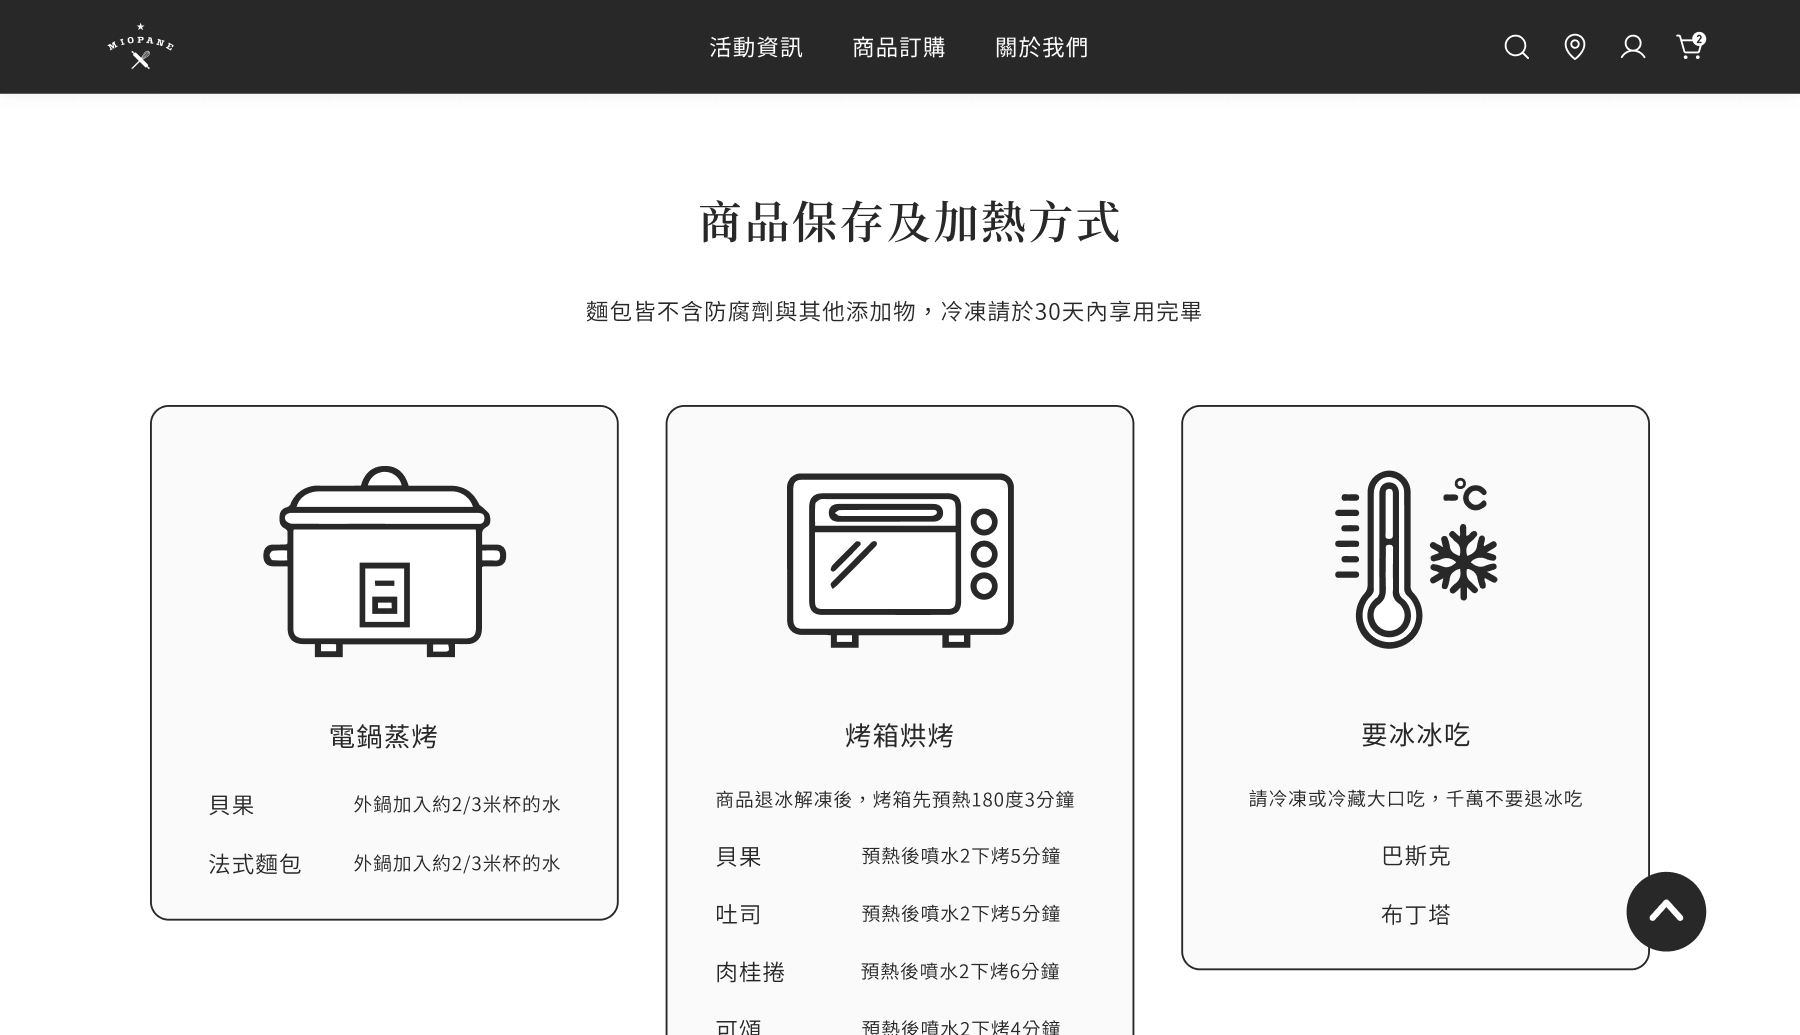 MIOPANE
活動資訊
商品訂購
關於我們
2
商品保存及加熱方式
麵包皆不含防腐劑與其他添加物，冷凍請於30天內享用完畢
電鍋蒸烤
貝果 外鍋加入約2/3米杯的水
法式麵包 外鍋加入約2/3米杯的水
烤箱烘烤
商品退冰解凍後，烤箱先預熱180度3分鐘
貝果 預熱後噴水2下烤5分鐘
吐司 預熱後噴水2下烤5分鐘
肉桂捲 預熱後噴水2下烤6分鐘
可頌 預熱後噴水2下烤4分鐘
-°C
要冰冰吃
請冷凍或冷藏大口吃，千萬不要退冰吃
巴斯克
布丁塔